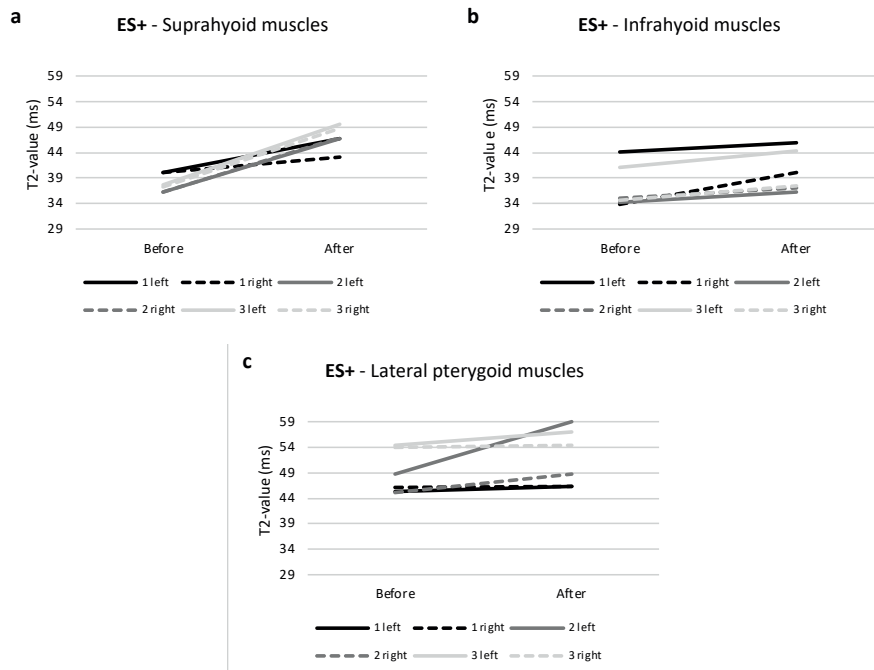 a
ES+ - Suprahyoid muscles
T2-value (ms)
59
54
49
44
39
34
29
Before After
1 left 1 right 2 left
2 right 3 left 3 right
b
ES+ - Infrahyoid muscles
T2-valu e (ms)
59
54
49
44
39
34
29
Before After
1 left 1 right 2 left
2 right 3 left 3 right
c
ES+ - Lateral pterygoid muscles
T2-value (ms)
59
54
49
44
39
34
29
Before After
1 left 1 right 2 left
2 right 3 left 3 right